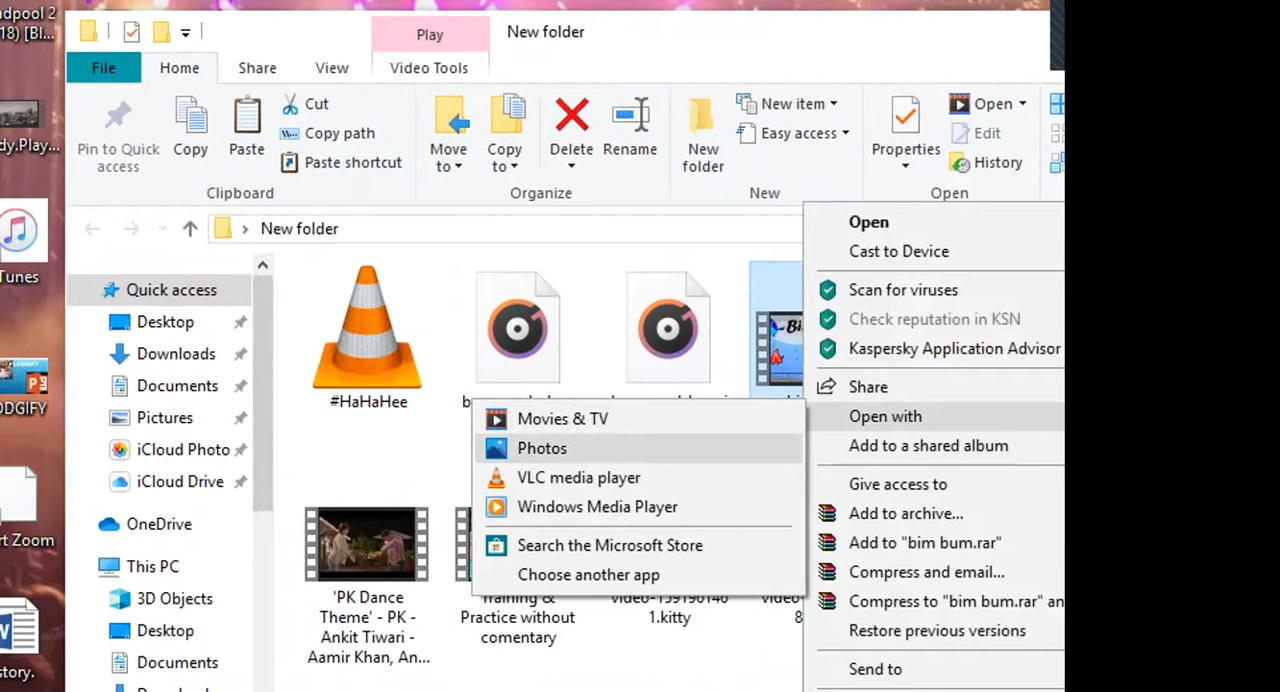 dpool 2
18) [Bl...
Play
New folder
File
Home
Share
View
Video Tools
Pin to Quick
access
Copy
Paste
Cut
Copy path
Paste shortcut
Clipboard
Move
to
Copy
to
Delete
Rename
Organize
New
folder
New item
Easy access
New
Properties
Open
Edit
History
Open
dy.Play...
New folder
Tunes
ODGIFY
rt Zoom
story.
Quick access
Desktop
Downloads
Documents
Pictures
iCloud Photo
iCloud Drive
OneDrive
This PC
3D Objects
Desktop
Documents
#HaHaHee
'PK Dance
Theme' - PK -
Ankit Tiwari -
Aamir Khan, An...
Training &
Practice without
comentary
1.kitty
8
Movies & TV
Photos
VLC media player
Windows Media Player
Search the Microsoft Store
Choose another app
Open
Cast to Device
Scan for viruses
Check reputation in KSN
Kaspersky Application Advisor
Share
Open with
Add to a shared album
Give access to
Add to archive...
Add to "bim bum.rar"
Compress and email...
Compress to "bim bum.rar" an
Restore previous versions
Send to